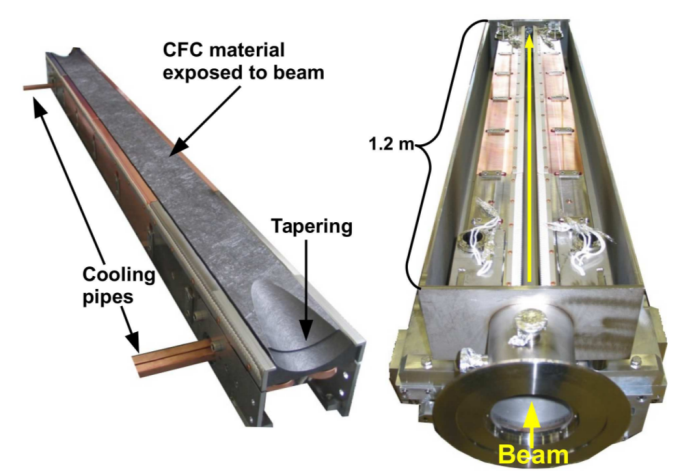 CFC material
exposed to beam
1.2 m
Tapering
Cooling
pipes
Beam